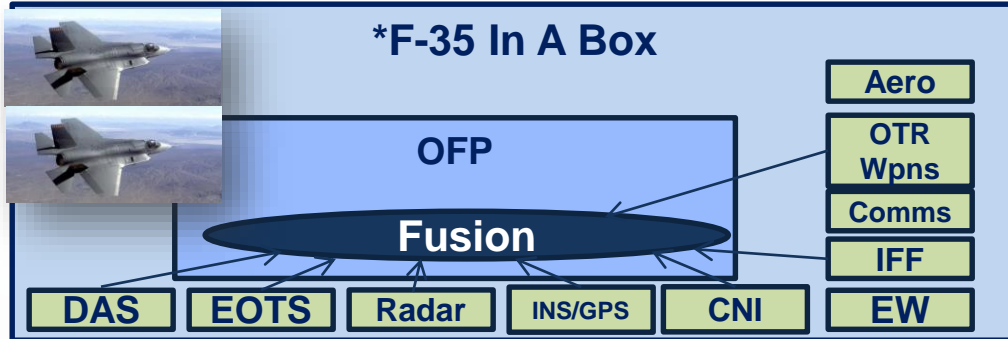 *F-35 In A Box
Aero
OFP
OTR
Wpns
Comms
Fusion
IFF
DAS
EOTS
Radar
INS/GPS
CNI
EW